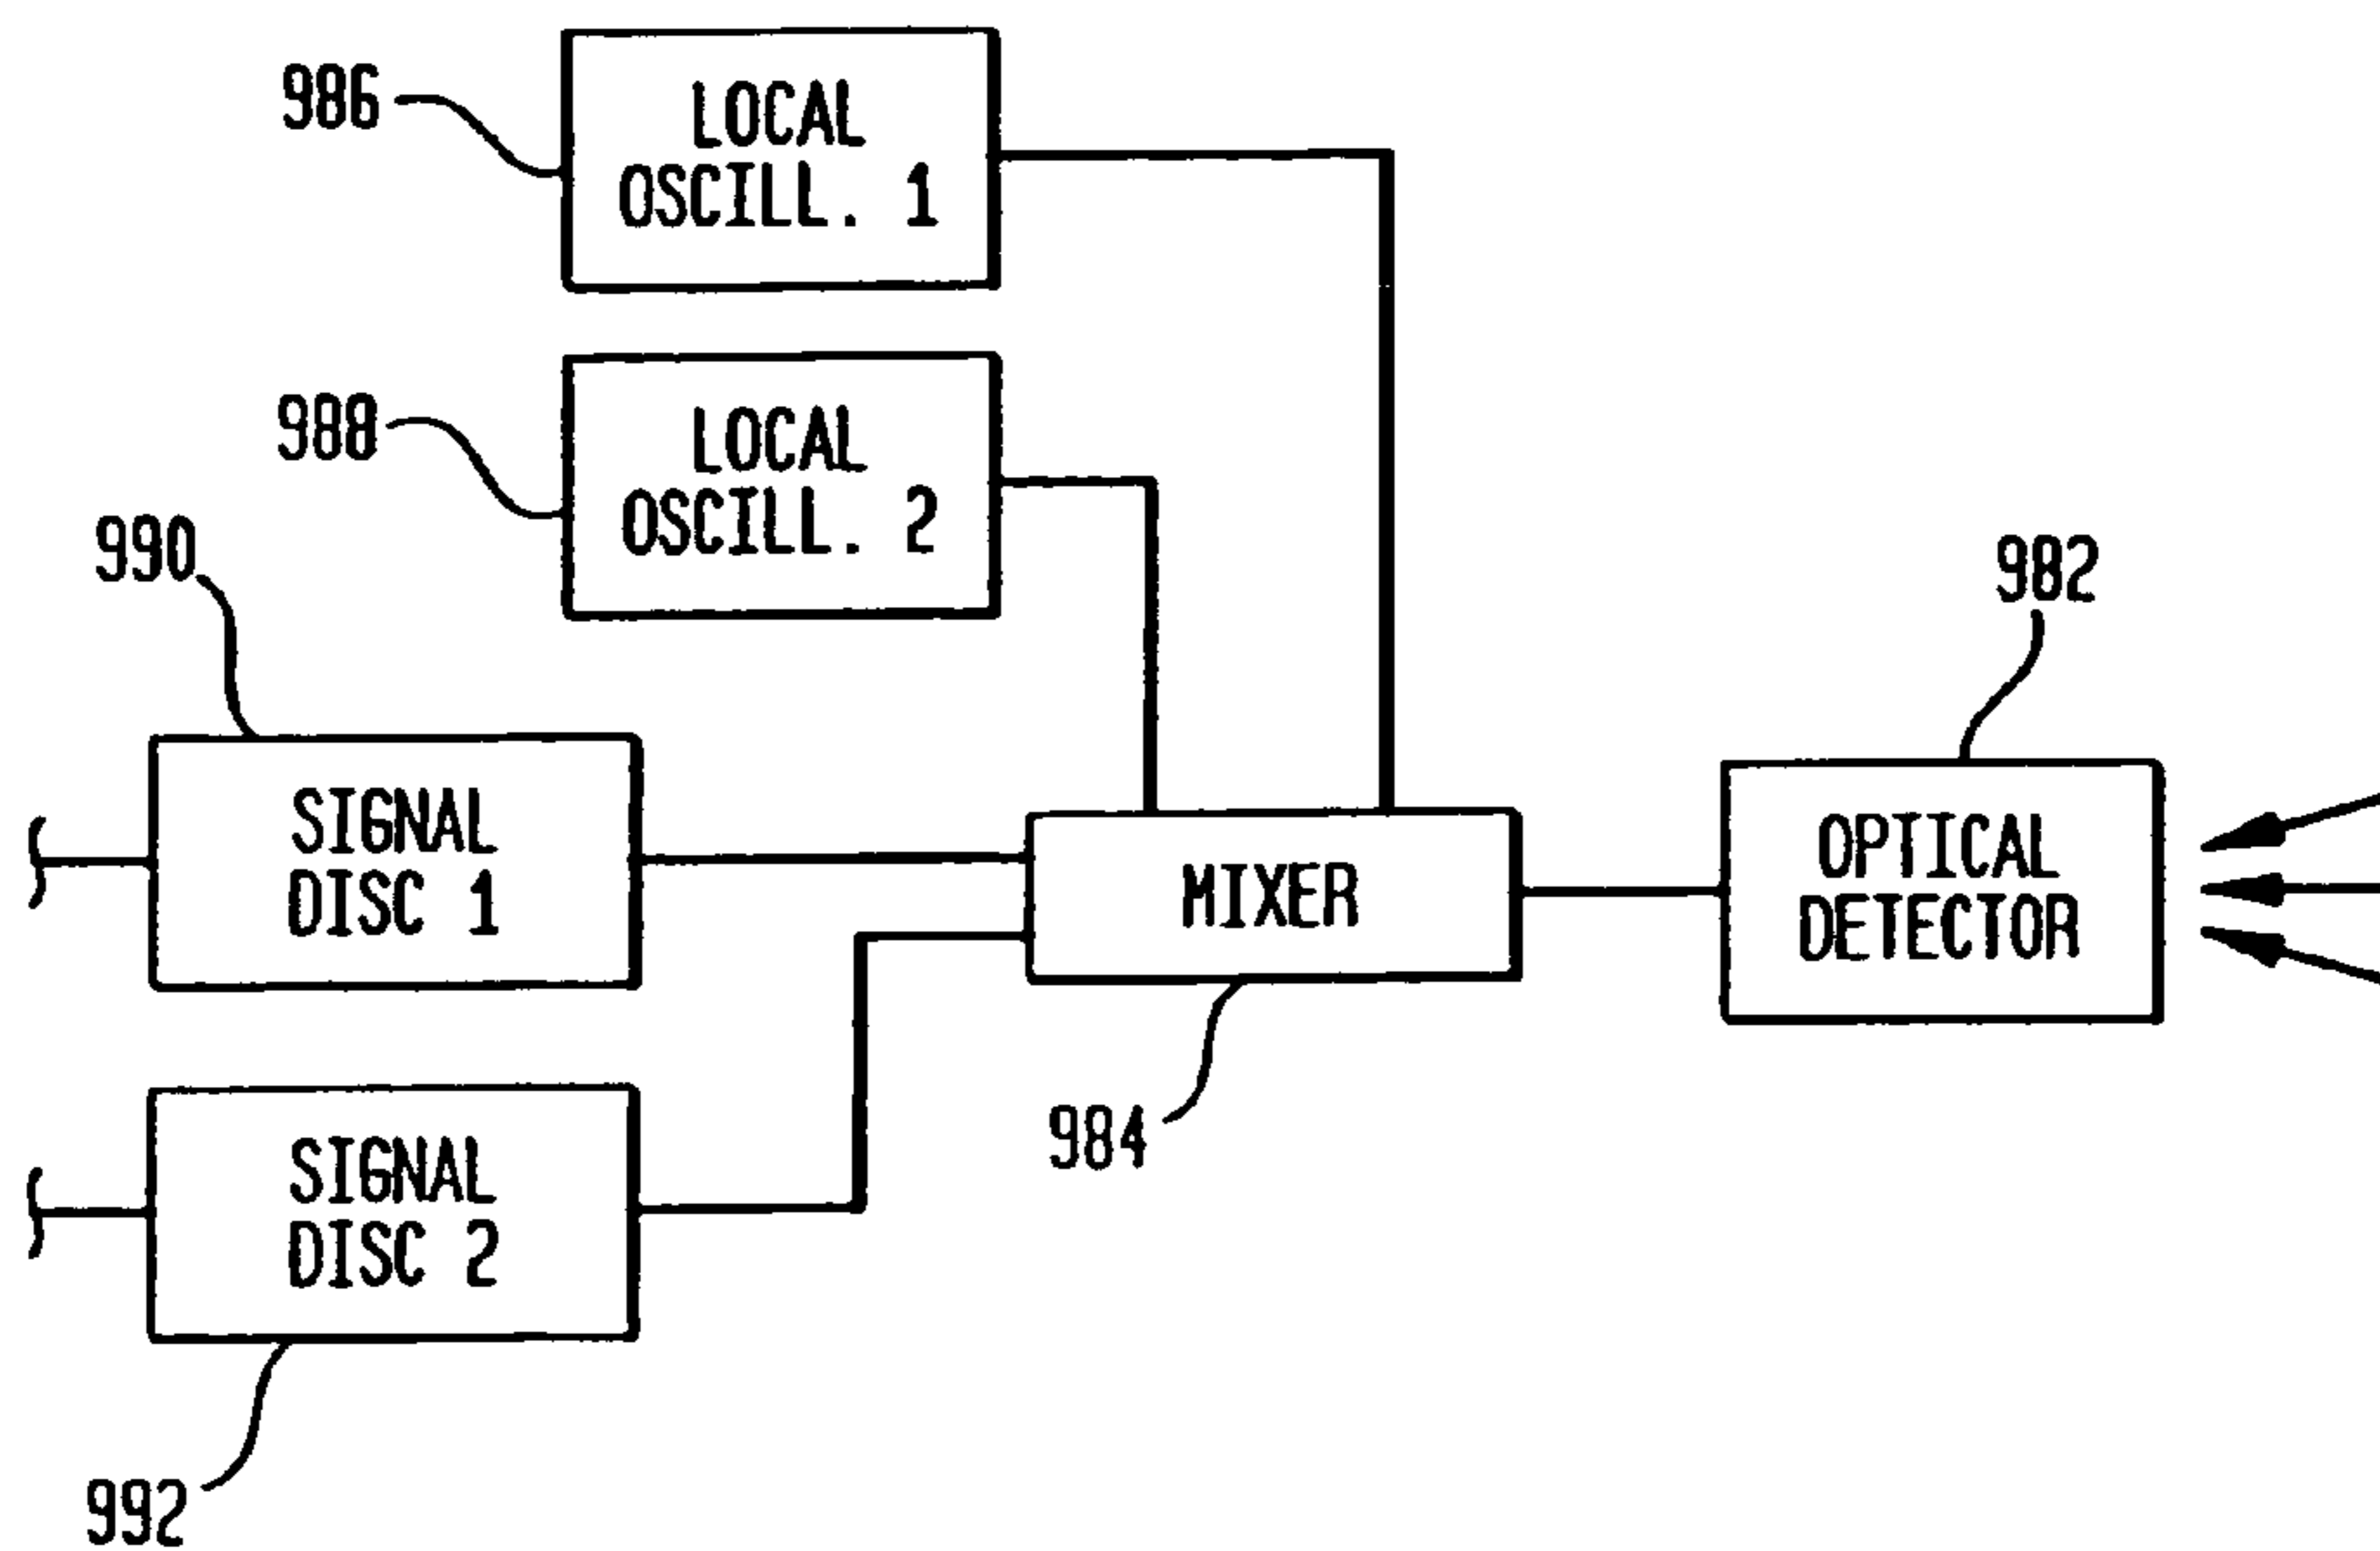 986
LOCAL
OSCILL. 1
988
LOCAL
OSCILL. 2
990
982
SIGNAL
DISC 1
MIXER
OPTICAL
DETECTOR
984
SIGNAL
DISC 2
992